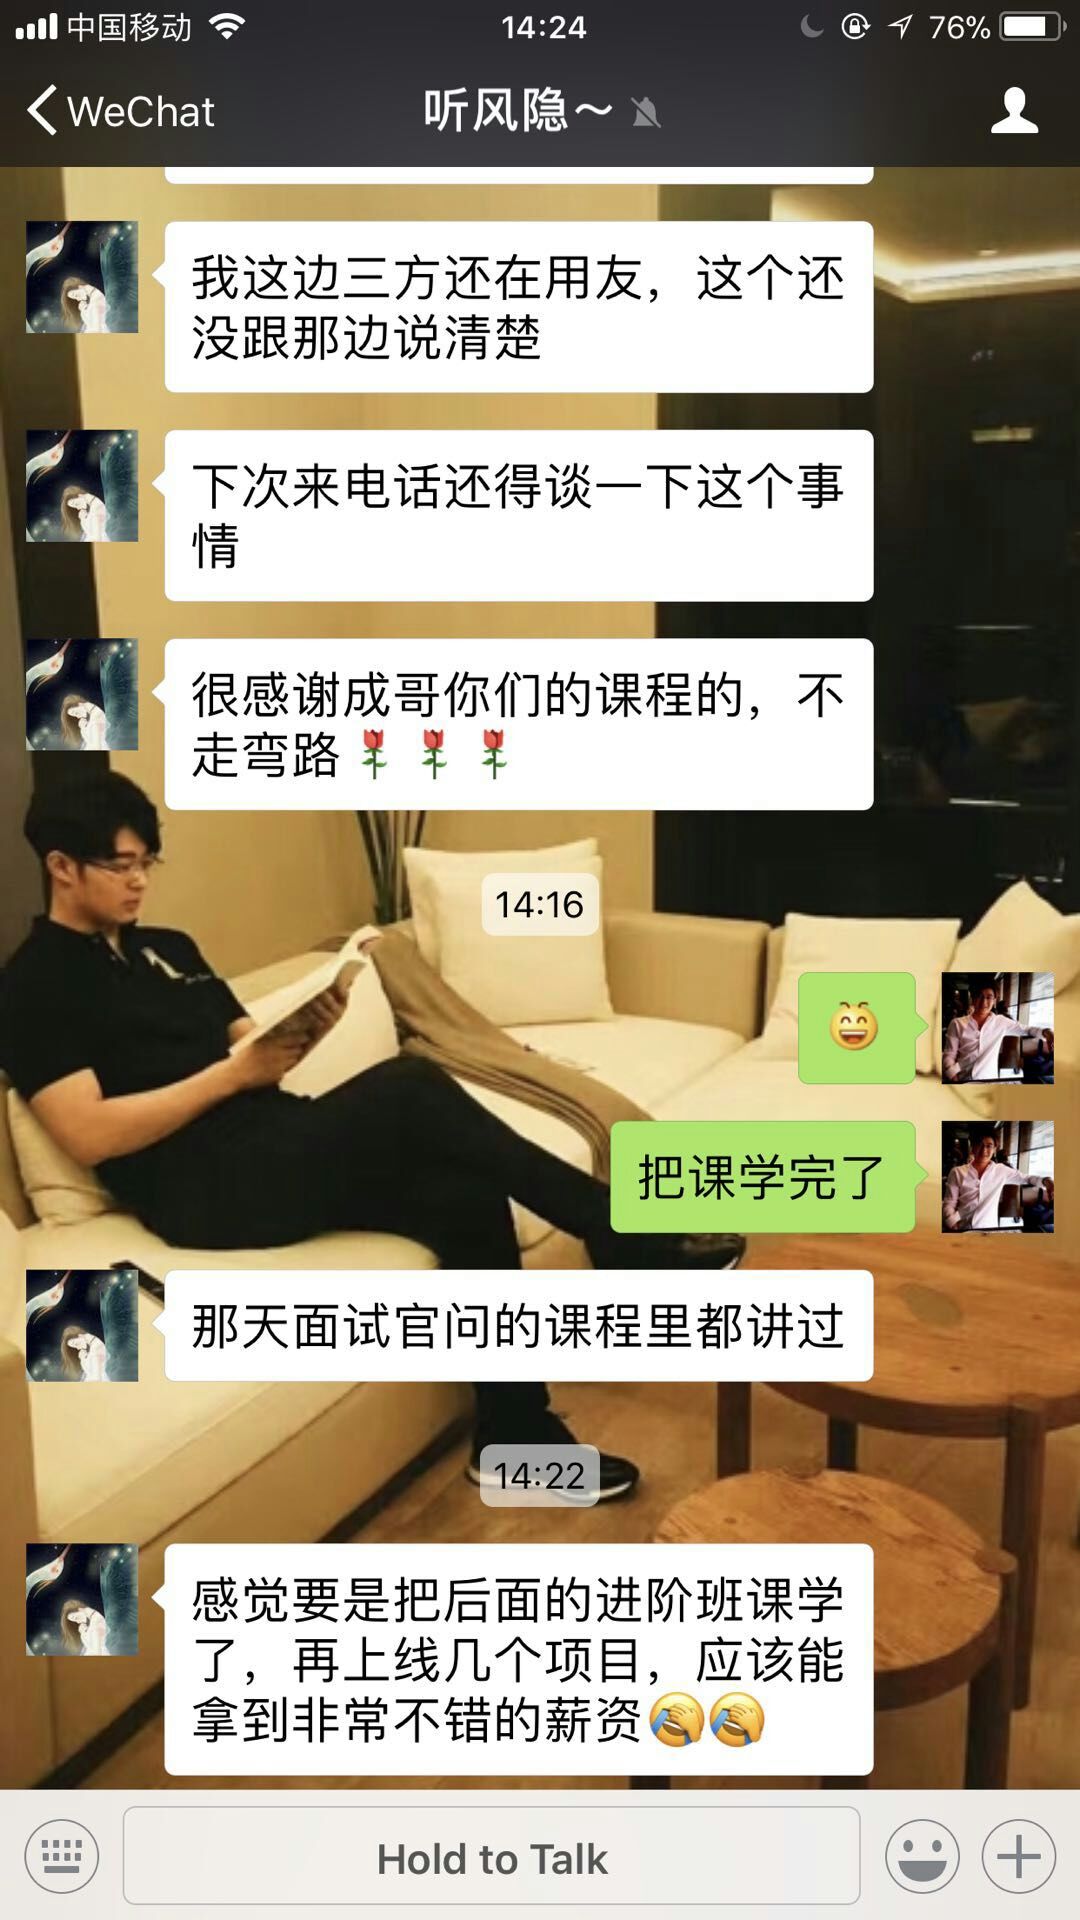 中国移动 14:24 76%
WeChat 听风隐～
我这边三方还在用友，这个还
没跟那边说清楚
下次来电话还得谈一下这个事
情
很感谢成哥你们的课程的，不
走弯路🌹🌹🌹
14:16
😄
把课学完了
那天面试官问的课程里都讲过
14:22
感觉要是把后面的进阶班课学
了，再上线几个项目，应该能
拿到非常不错的薪资🤦🤦
Hold to Talk